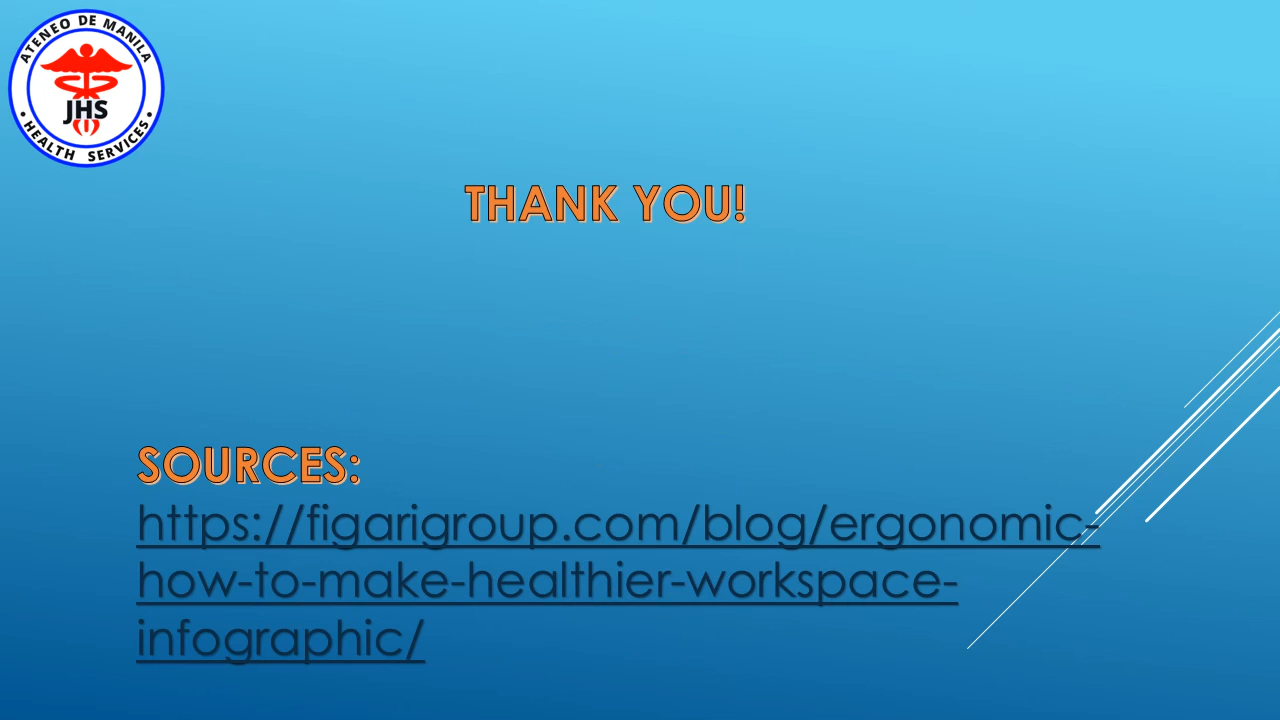 ATENEO DE MANILA
JHS
• HEALTH SERVICES •
THANK YOU!
SOURCES:
https://figarigroup.com/blog/ergonomic-
how-to-make-healthier-workspace-
infographic/